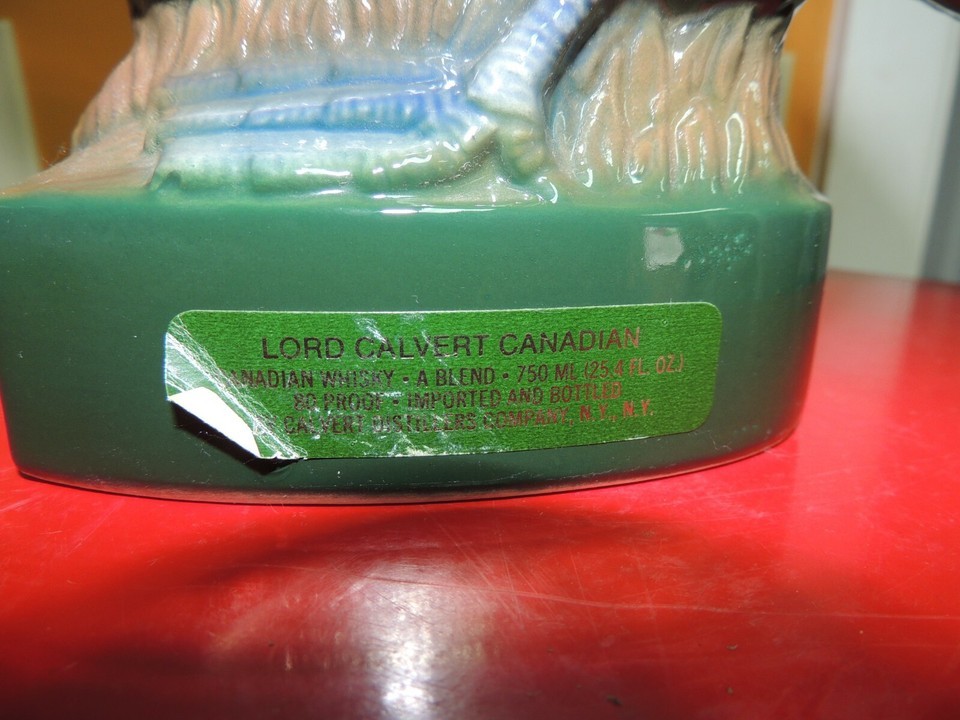 LORD CALVERT CANADIAN
CANADIAN WHISKY • A BLEND • 750 ML (25.4 FL. OZ.)
80 PROOF • IMPORTED AND BOTTLED
CALVERT DISTILLERS COMPANY, N.Y., N.Y.